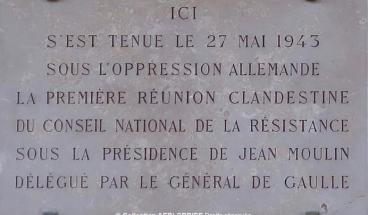 ICI
S'EST TENUE LE 27 MAI 1943
SOUS L'OPPRESSION ALLEMANDE
LA PREMIÈRE RÉUNION CLANDESTINE
DU CONSEIL NATIONAL DE LA RÉSISTANCE
SOUS LA PRÉSIDENCE DE JEAN MOULIN
DÉLÉGUÉ PAR LE GÉNÉRAL DE GAULLE
© Collection